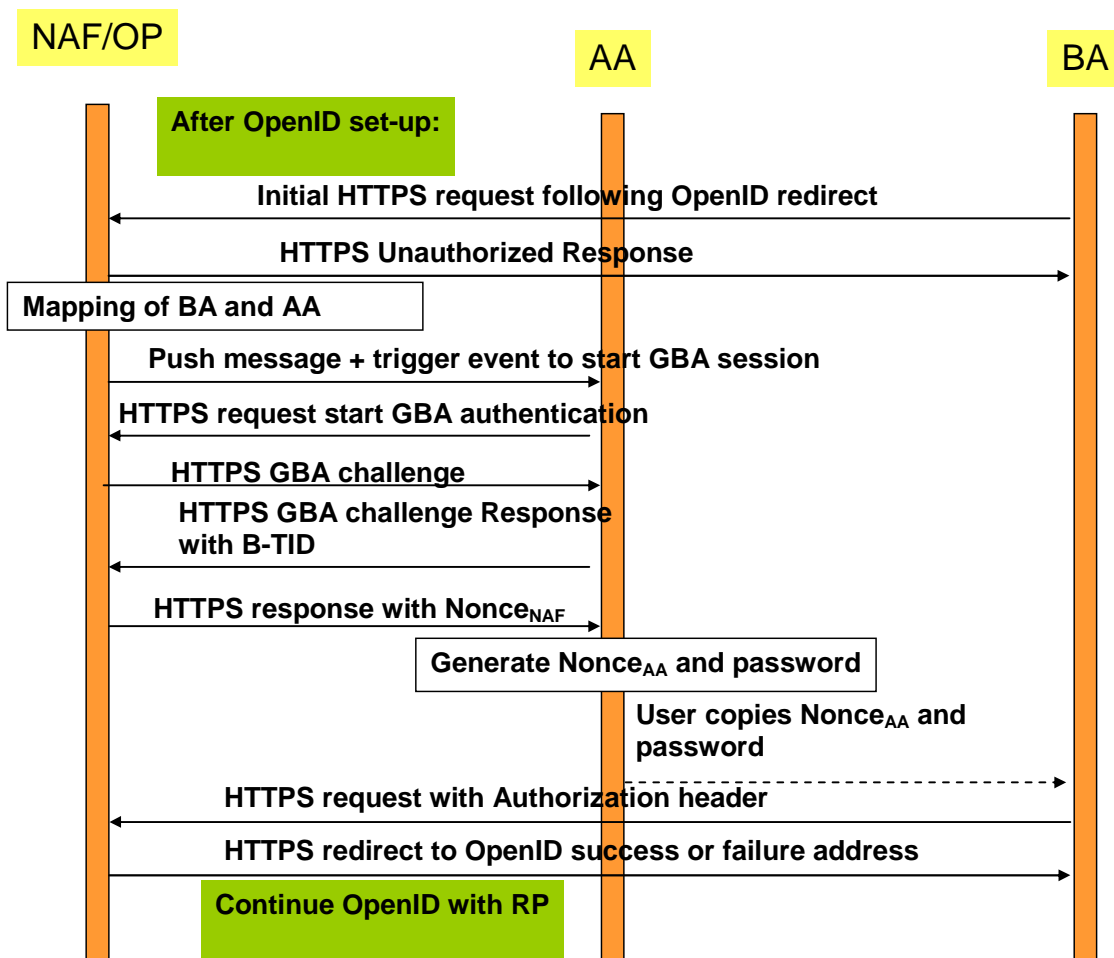 NAF/OP
AA
BA
After OpenID set-up:
Initial HTTPS request following OpenID redirect
HTTPS Unauthorized Response
Mapping of BA and AA
Push message + trigger event to start GBA session
HTTPS request start GBA authentication
HTTPS GBA challenge
HTTPS GBA challenge Response
with B-TID
HTTPS response with NonceNAF
Generate NonceAA and password
User copies NonceAA and
password
HTTPS request with Authorization header
HTTPS redirect to OpenID success or failure address
Continue OpenID with RP